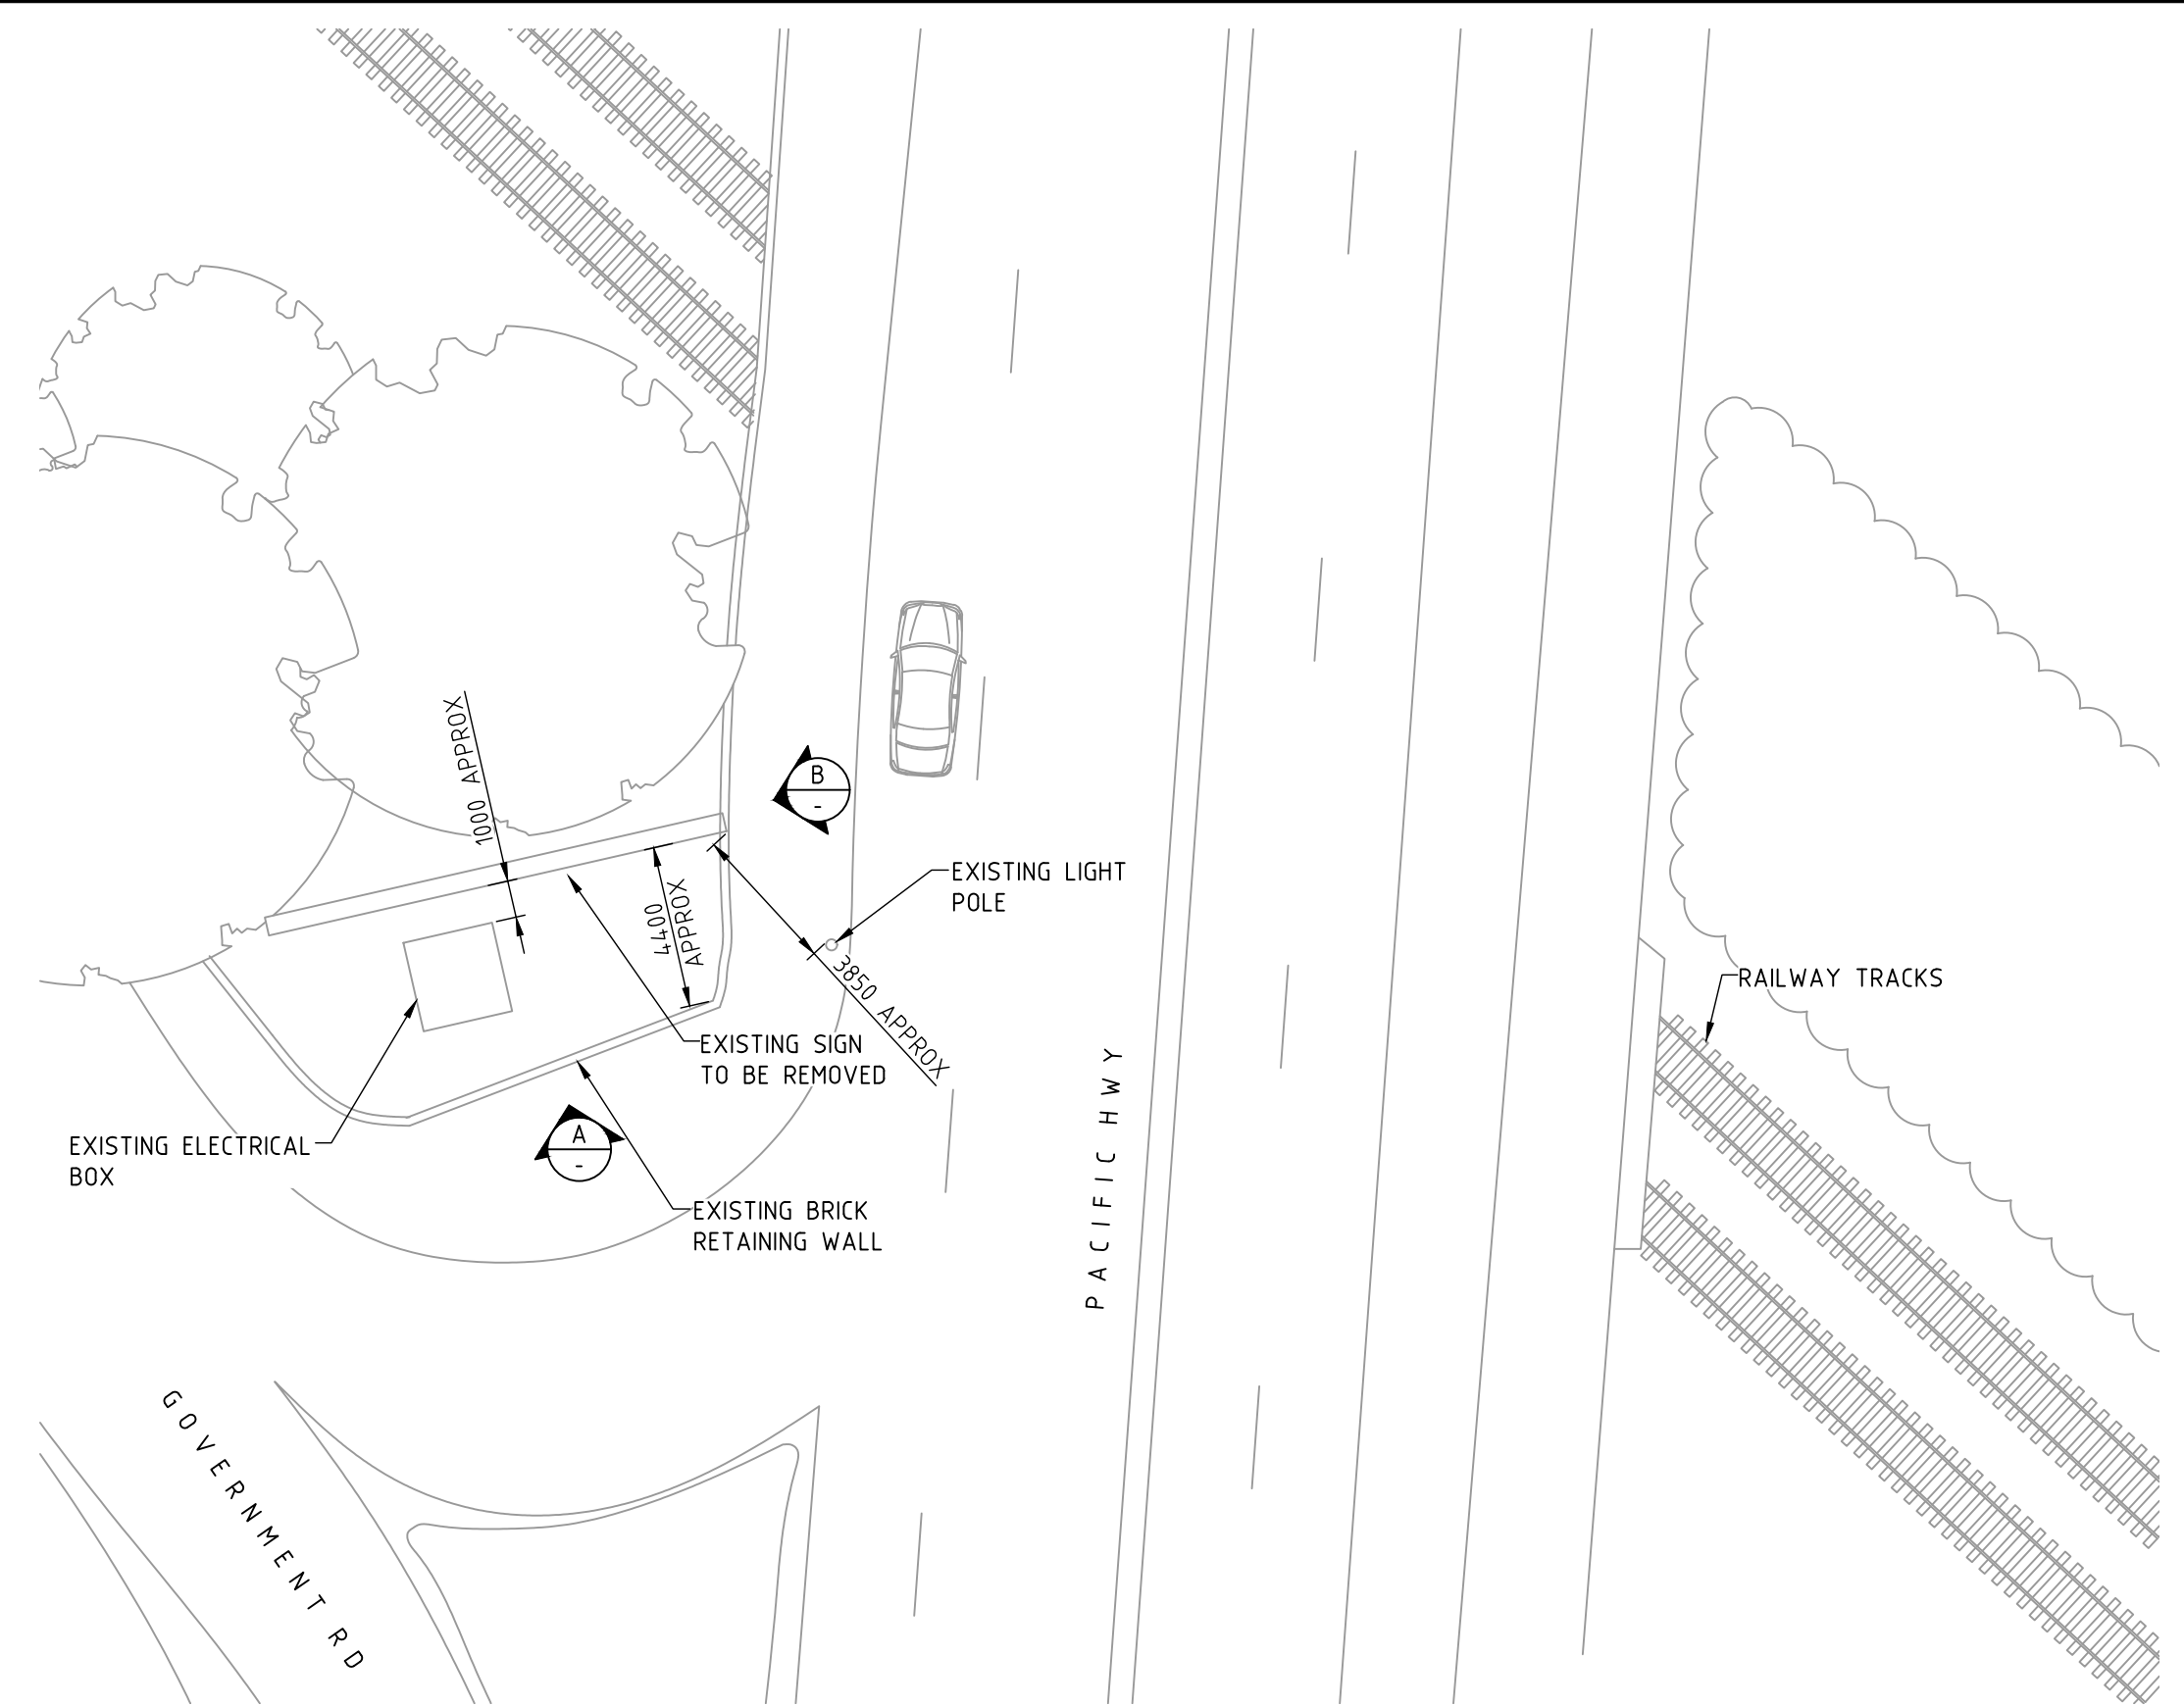 1000 APPROX
B
-
EXISTING LIGHT
POLE
4400
APPROX
3850 APPROX
RAILWAY TRACKS
EXISTING SIGN
TO BE REMOVED
A
-
EXISTING ELECTRICAL
BOX
EXISTING BRICK
RETAINING WALL
PACIFIC HWY
GOVERNMENT RD